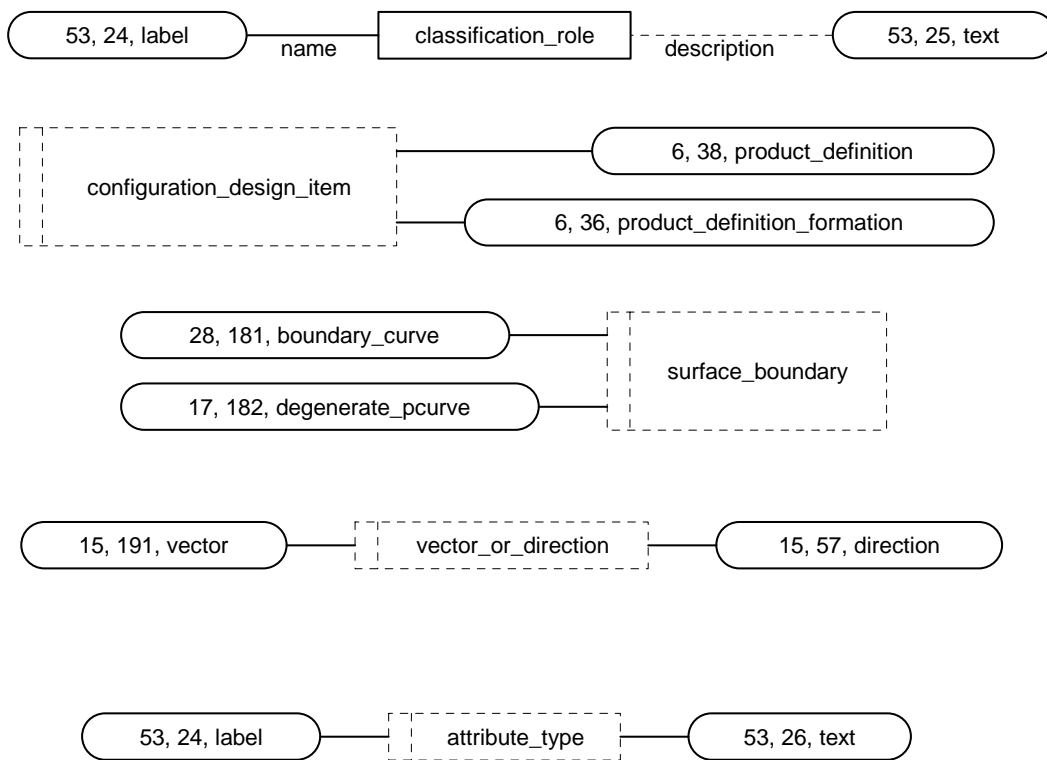 53, 24, label
name
classification_role
description
53, 25, text
configuration_design_item
6, 38, product_definition
6, 36, product_definition_formation
28, 181, boundary_curve
17, 182, degenerate_pcurve
surface_boundary
15, 191, vector
vector_or_direction
15, 57, direction
53, 24, label
attribute_type
53, 26, text